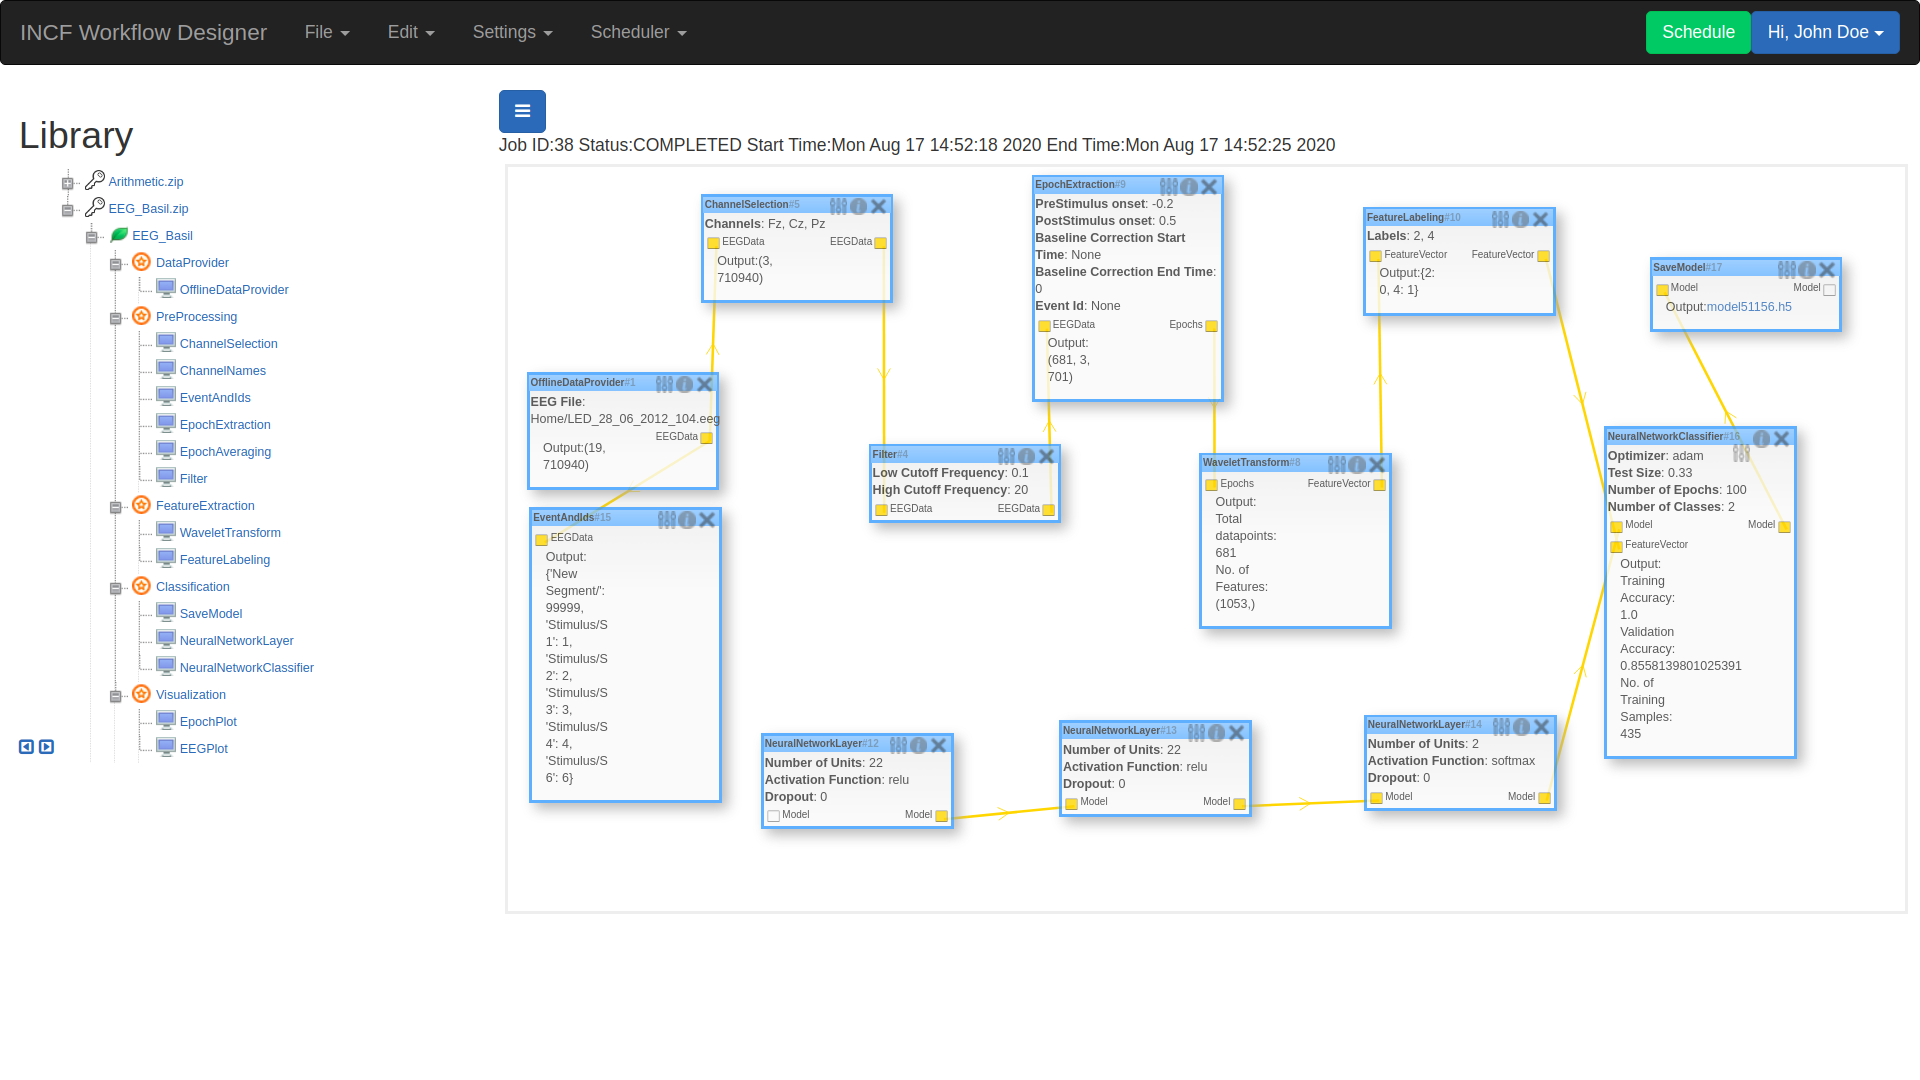 INCF Workflow Designer File Edit Settings Scheduler Schedule Hi, John Doe
Library
Arithmetic.zip
EEG_Basil.zip
EEG_Basil
DataProvider
OfflineDataProvider
PreProcessing
ChannelSelection
ChannelNames
EventAndIds
EpochExtraction
EpochAveraging
Filter
FeatureExtraction
WaveletTransform
FeatureLabeling
Classification
SaveModel
NeuralNetworkLayer
NeuralNetworkClassifier
Visualization
EpochPlot
EEGPlot
Job ID:38 Status:COMPLETED Start Time:Mon Aug 17 14:52:18 2020 End Time:Mon Aug 17 14:52:25 2020
OfflineDataProvider#1
EEG File:
Home/LED_28_06_2012_104.eeg
EEGData
Output:(19,
710940)
EventAndIds#15
EEGData
Output:
{'New
Segment/':
99999,
'Stimulus/S
1': 1,
'Stimulus/S
2': 2,
'Stimulus/S
3': 3,
'Stimulus/S
4': 4,
'Stimulus/S
6': 6}
ChannelSelection#5
Channels: Fz, Cz, Pz
EEGData EEGData
Output:(3,
710940)
Filter#4
Low Cutoff Frequency: 0.1
High Cutoff Frequency: 20
EEGData EEGData
EpochExtraction#9
PreStimulus onset: -0.2
PostStimulus onset: 0.5
Baseline Correction Start
Time: None
Baseline Correction End Time:
0
Event Id: None
EEGData Epochs
Output:
(681, 3,
701)
WaveletTransform#8
Epochs FeatureVector
Output:
Total
datapoints:
681
No. of
Features:
(1053,)
FeatureLabeling#10
Labels: 2, 4
FeatureVector FeatureVector
Output:{2:
0, 4: 1}
NeuralNetworkLayer#12
Number of Units: 22
Activation Function: relu
Dropout: 0
Model Model
NeuralNetworkLayer#13
Number of Units: 22
Activation Function: relu
Dropout: 0
Model Model
NeuralNetworkLayer#14
Number of Units: 2
Activation Function: softmax
Dropout: 0
Model Model
NeuralNetworkClassifier#16
Optimizer: adam
Test Size: 0.33
Number of Epochs: 100
Number of Classes: 2
Model Model
FeatureVector
Output:
Training
Accuracy:
1.0
Validation
Accuracy:
0.8558139801025391
No. of
Training
Samples:
435
SaveModel#17
Model Model
Output:model51156.h5